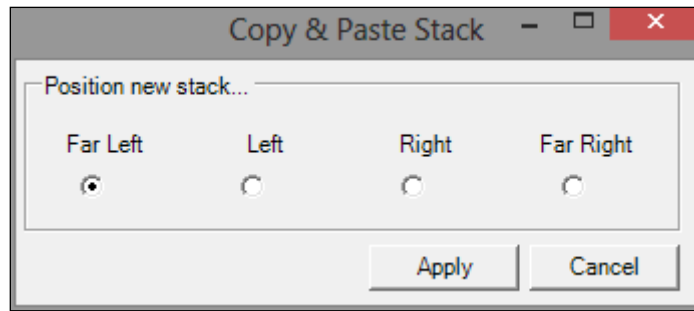 Copy & Paste Stack
Position new stack...
Far Left Left Right Far Right
Apply Cancel